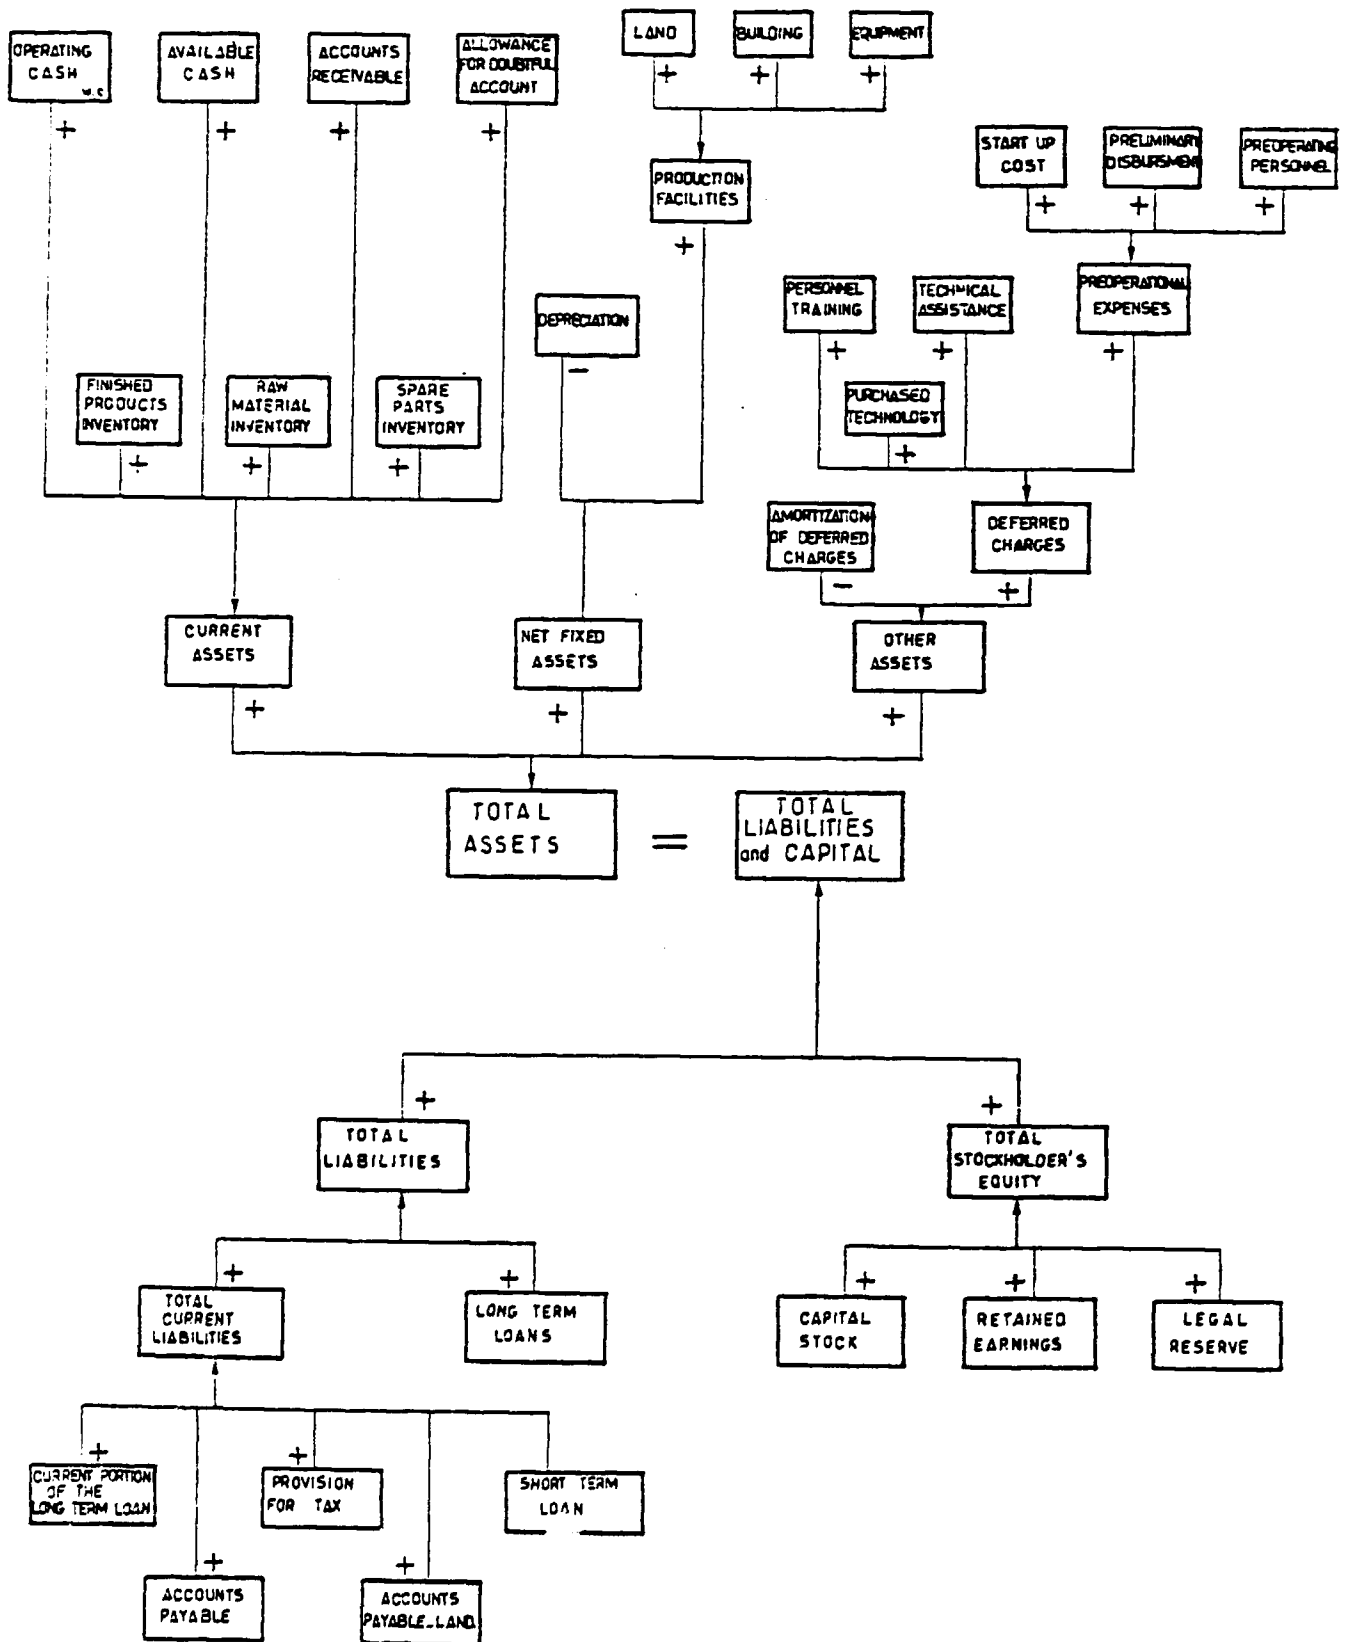 LAND
BUILDING
EQUIPMENT
OPERATING
CASH
W.C
AVAILABLE
CASH
ACCOUNTS
RECEIVABLE
ALLOWANCE
FOR DOUBTFUL
ACCOUNT
+
+
+
+
+
+
+
START UP
COST
PRELIMINARY
DISBURSMENT
PREOPERATING
PERSONNEL
PRODUCTION
FACILITIES
+
+
+
+
PERSONNEL
TRAINING
TECHNICAL
ASSISTANCE
PREOPERATIONAL
EXPENSES
DEPRECIATION
+
+
+
−
FINISHED
PRODUCTS
INVENTORY
RAW
MATERIAL
INVENTORY
SPARE
PARTS
INVENTORY
PURCHASED
TECHNOLOGY
+
+
+
+
AMORTIZATION
OF DEFERRED
CHARGES
DEFERRED
CHARGES
−
+
CURRENT
ASSETS
NET FIXED
ASSETS
OTHER
ASSETS
+
+
+
TOTAL
ASSETS
=
TOTAL
LIABILITIES
and CAPITAL
+
+
TOTAL
LIABILITIES
TOTAL
STOCKHOLDER'S
EQUITY
+
+
+
+
+
TOTAL
CURRENT
LIABILITIES
LONG TERM
LOANS
CAPITAL
STOCK
RETAINED
EARNINGS
LEGAL
RESERVE
+
+
CURRENT PORTION
OF THE
LONG TERM LOAN
PROVISION
FOR TAX
SHORT TERM
LOAN
+
+
ACCOUNTS
PAYABLE
ACCOUNTS
PAYABLE-LAND